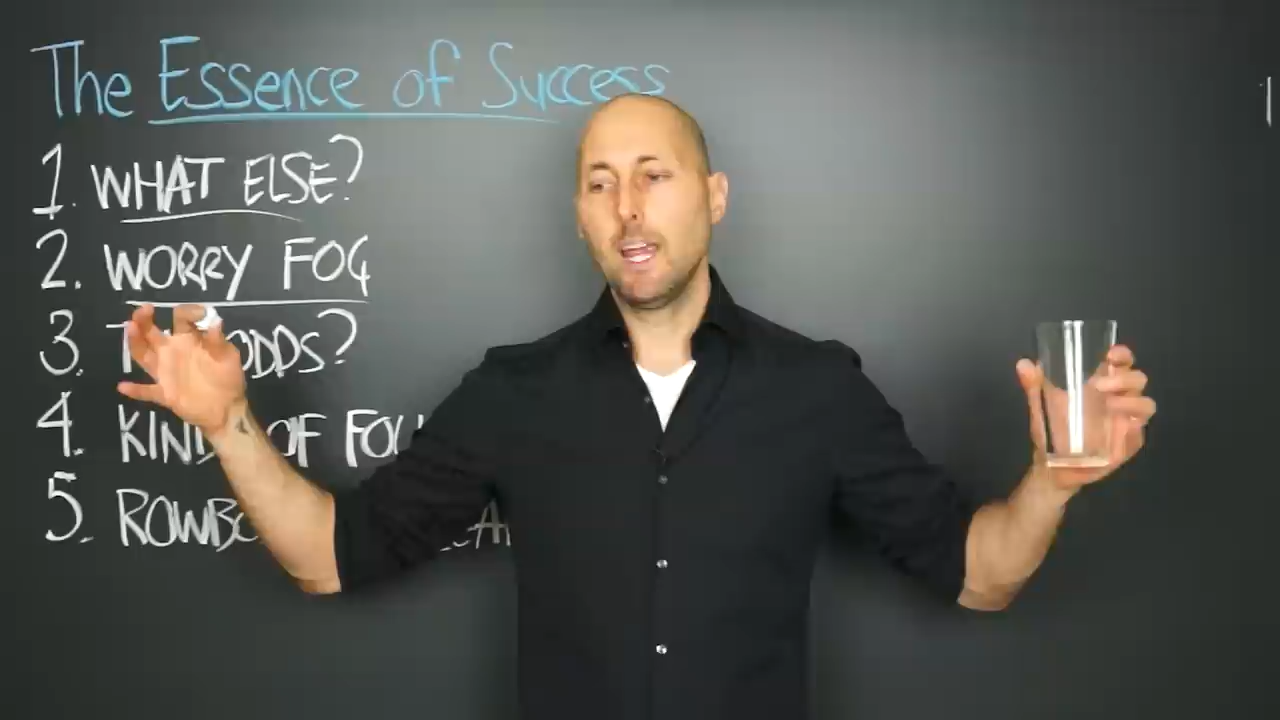 The Essence of Success
1. WHAT ELSE?
2. WORRY FOG
3. ODDS?
4. OF
5.